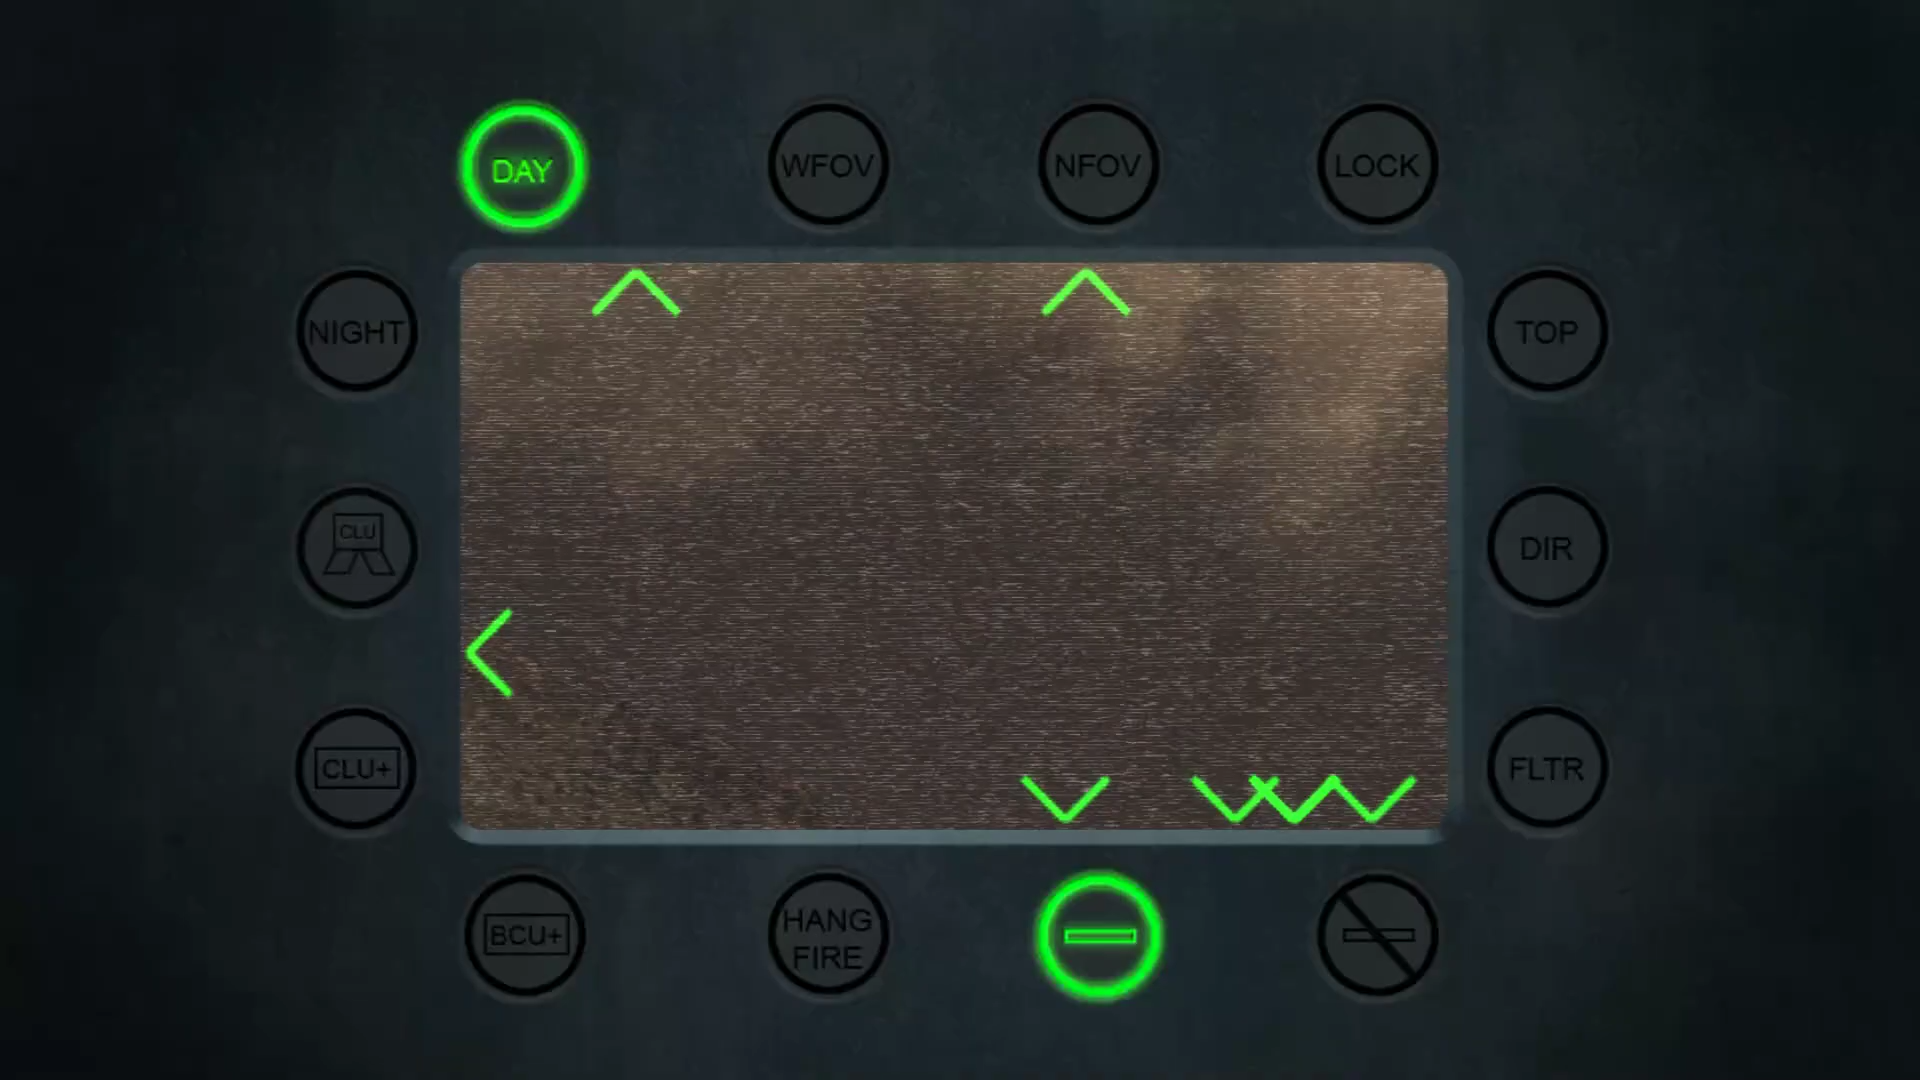 DAY
WFOV
NFOV
LOCK
NIGHT
TOP
CLU
DIR
CLU+
FLTR
BCU+
HANG
FIRE